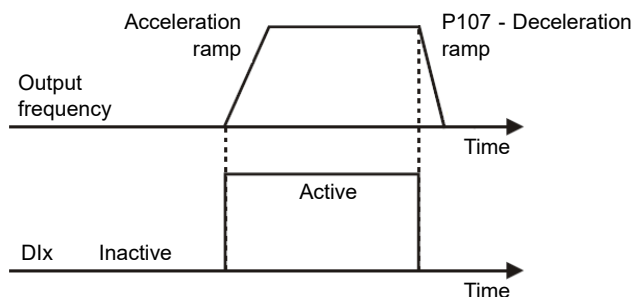 Acceleration
ramp
P107 - Deceleration
ramp
Output
frequency
Time
Active
DIx
Inactive
Time